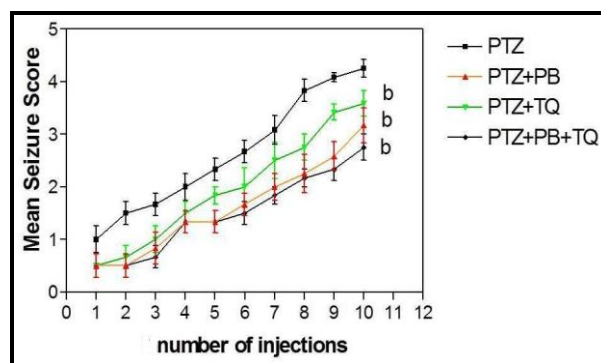 5
4
3
2
1
0
Mean Seizure Score
0 1 2 3 4 5 6 7 8 9 10 11 12
number of injections
b
b
b
PTZ
PTZ+PB
PTZ+TQ
PTZ+PB+TQ